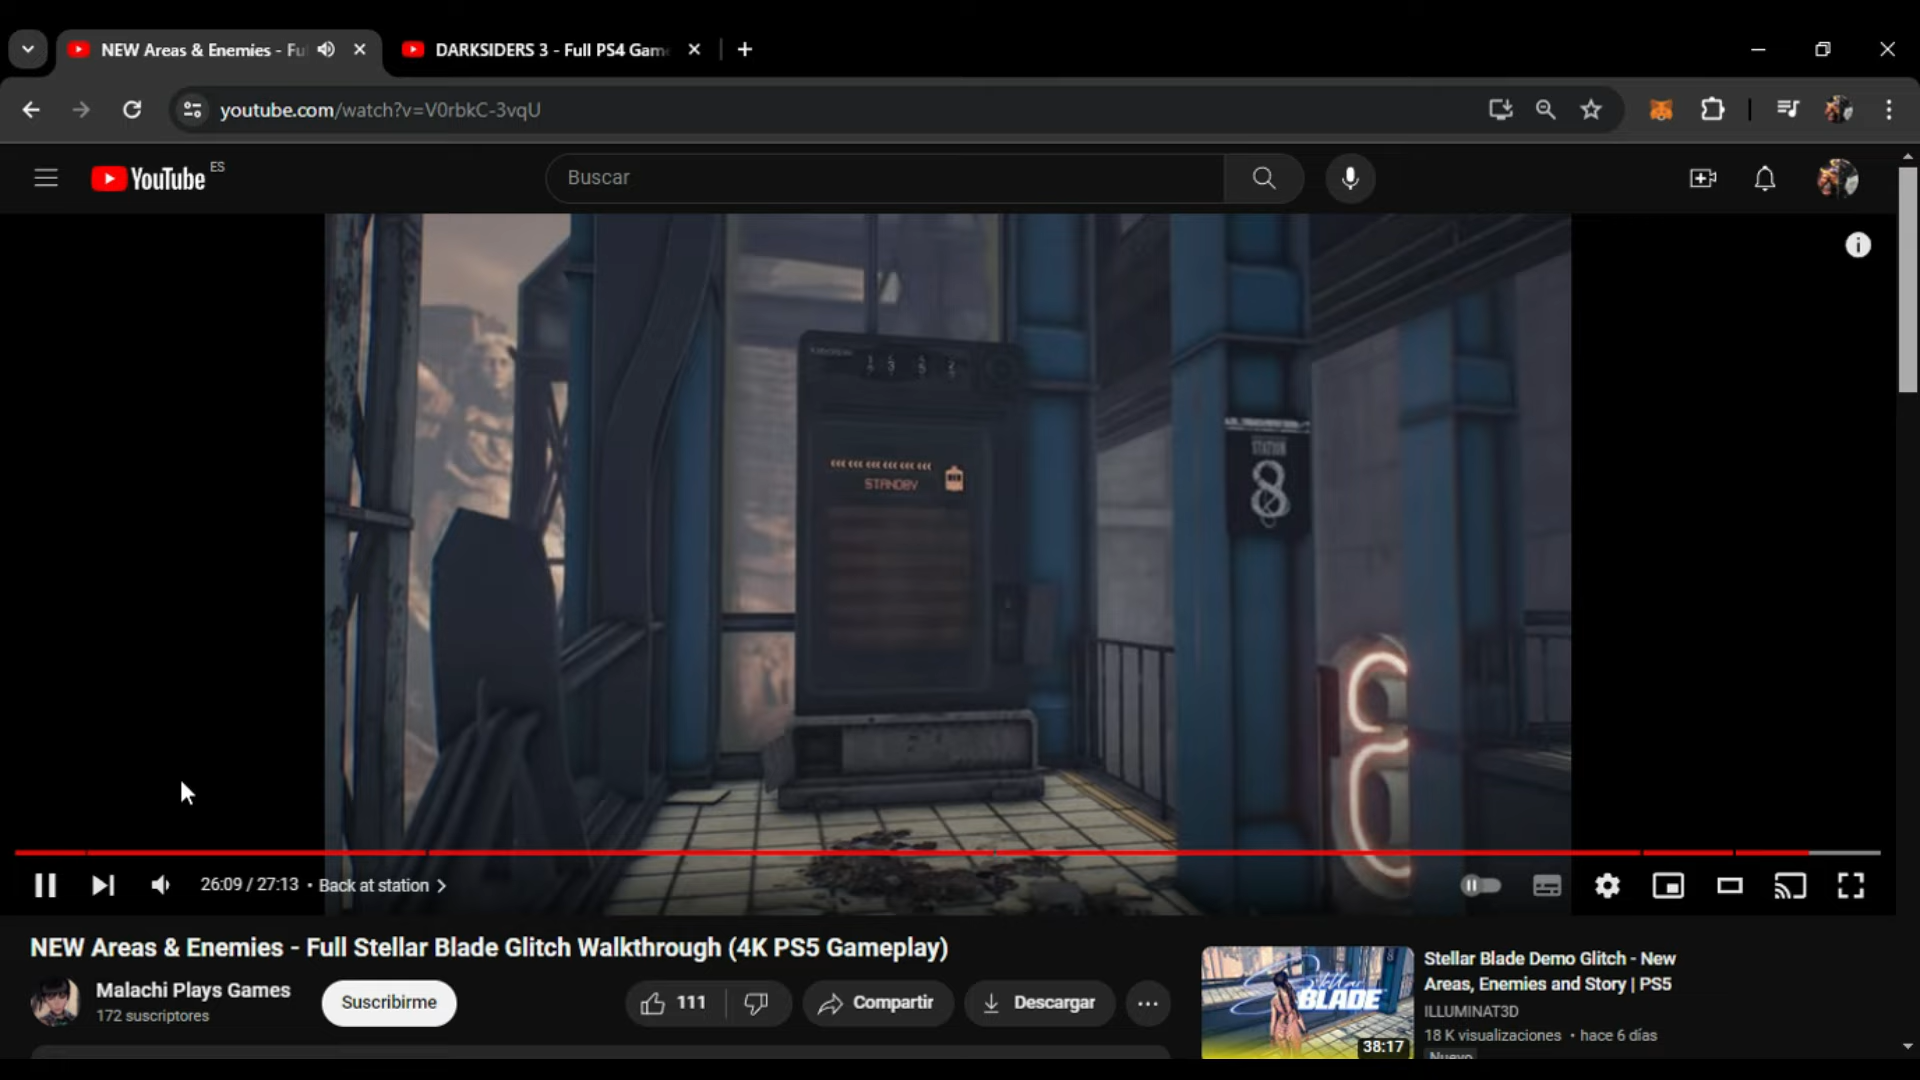 NEW Areas & Enemies - Fu
DARKSIDERS 3 - Full PS4 Gam
youtube.com/watch?v=V0rbkC-3vqU
YouTube ES
Buscar
STANDBY
STATION
8
26:09 / 27:13 • Back at station
NEW Areas & Enemies - Full Stellar Blade Glitch Walkthrough (4K PS5 Gameplay)
Malachi Plays Games
172 suscriptores
Suscribirme
111
Compartir
Descargar
BLADE
38:17
Stellar Blade Demo Glitch - New
Areas, Enemies and Story | PS5
ILLUMINAT3D
18 K visualizaciones • hace 6 días
Nuevo